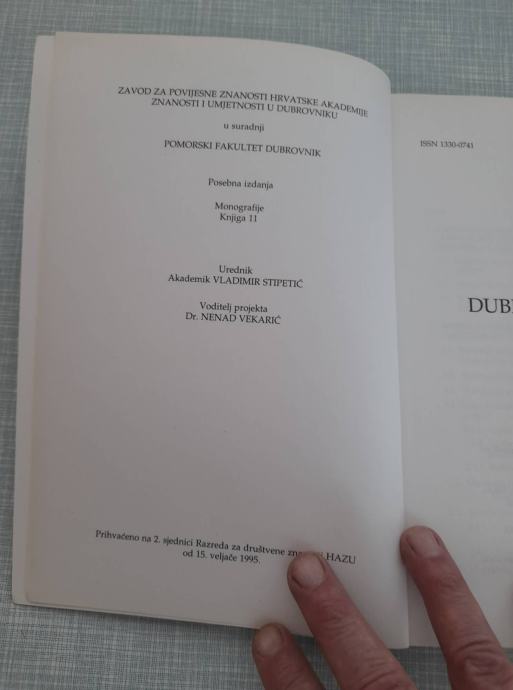 ZAVOD ZA POVIJESNE ZNANOSTI HRVATSKE AKADEMIJE
ZNANOSTI I UMJETNOSTI U DUBROVNIKU
u suradnji
POMORSKI FAKULTET DUBROVNIK
Posebna izdanja
Monografije
Knjiga 11
Urednik
Akademik VLADIMIR STIPETIĆ
Voditelj projekta
Dr. NENAD VEKARIĆ
Prihvaćeno na 2. sjednici Razreda za društvene HAZU
od 15. veljače 1995.
ISSN 1330-0741
DUB